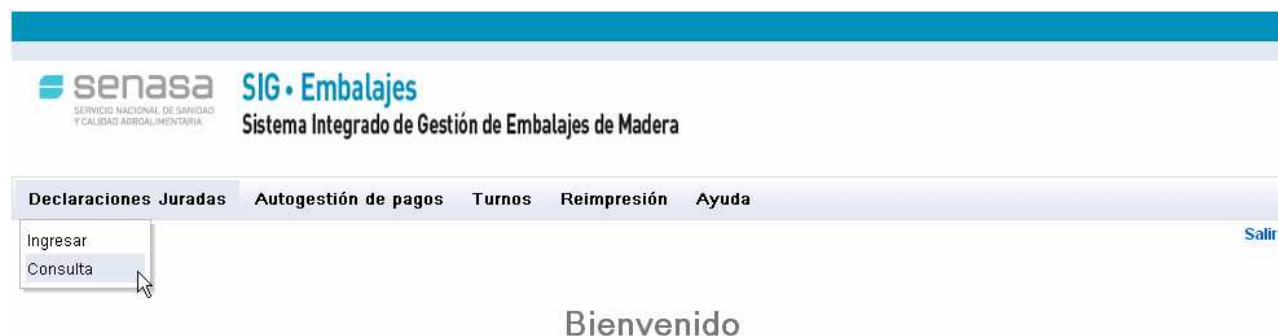 senasa
SERVICIO NACIONAL DE SANIDAD
Y CALIDAD AGROALIMENTARIA
SIG • Embalajes
Sistema Integrado de Gestión de Embalajes de Madera
Declaraciones Juradas Autogestión de pagos Turnos Reimpresión Ayuda
Ingresar
Consulta
Salir
Bienvenido